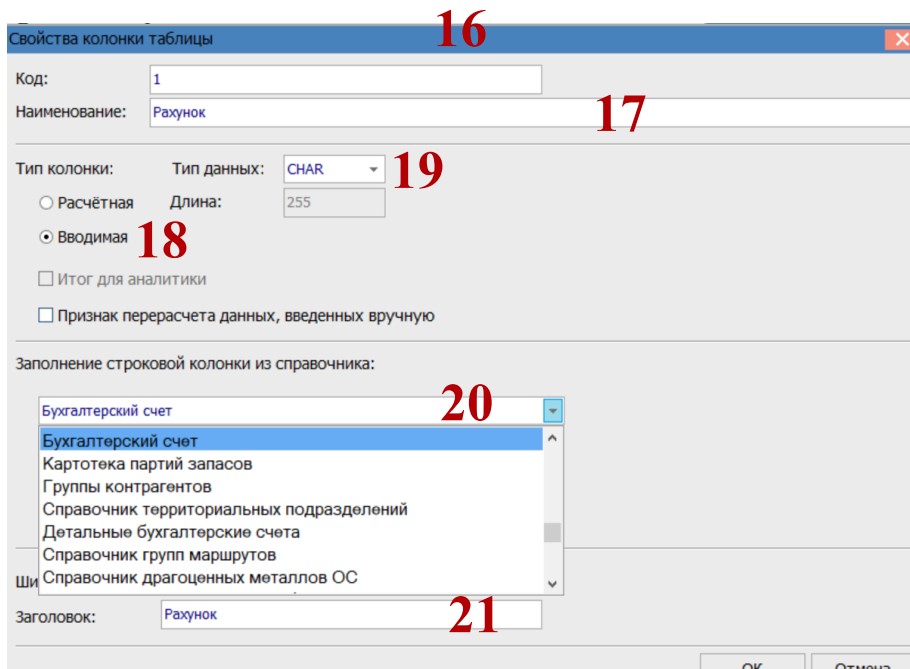 Свойства колонки таблицы 16
Код: 1
Наименование: Рахунок 17
Тип колонки: Тип данных: CHAR 19
Расчётная Длина: 255
Вводимая 18
Итог для аналитики
Признак перерасчета данных, введенных вручную
Заполнение строковой колонки из справочника:
Бухгалтерский счет 20
Бухгалтерский счет
Картотека партий запасов
Группы контрагентов
Справочник территориальных подразделений
Детальные бухгалтерские счета
Справочник групп маршрутов
Справочник драгоценных металлов ОС
Заголовок: Рахунок 21
ОК Отмена